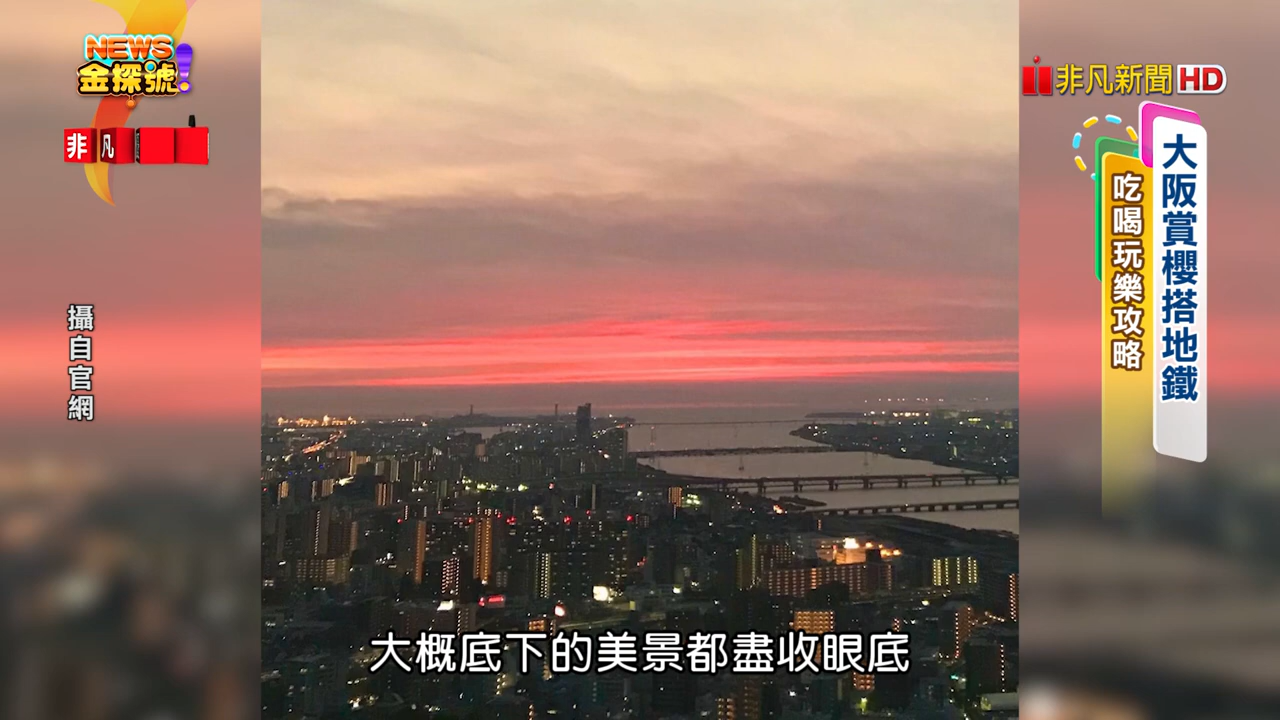 NEWS
金探號!
非凡
攝自官網
非凡新聞HD
大阪賞櫻搭地鐵
吃喝玩樂攻略
大概底下的美景都盡收眼底